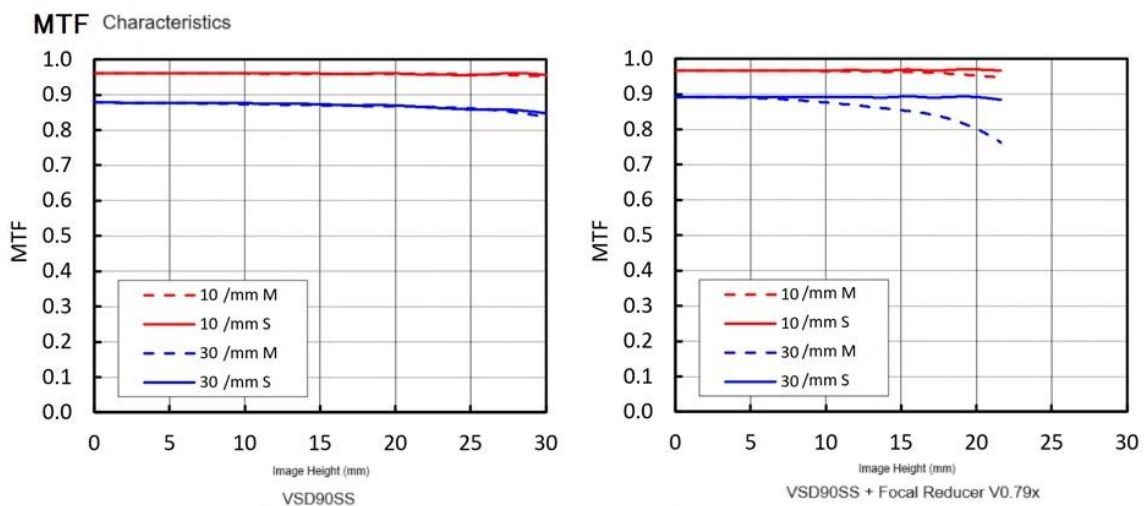 MTF Characteristics
1.0
0.9
0.8
0.7
0.6
0.5
0.4
0.3
0.2
0.1
0.0
MTF
10 /mm M
10 /mm S
30 /mm M
30 /mm S
0 5 10 15 20 25 30
Image Height (mm)
VSD90SS
1.0
0.9
0.8
0.7
0.6
0.5
0.4
0.3
0.2
0.1
0.0
MTF
10 /mm M
10 /mm S
30 /mm M
30 /mm S
0 5 10 15 20 25 30
Image Height (mm)
VSD90SS + Focal Reducer V0.79x